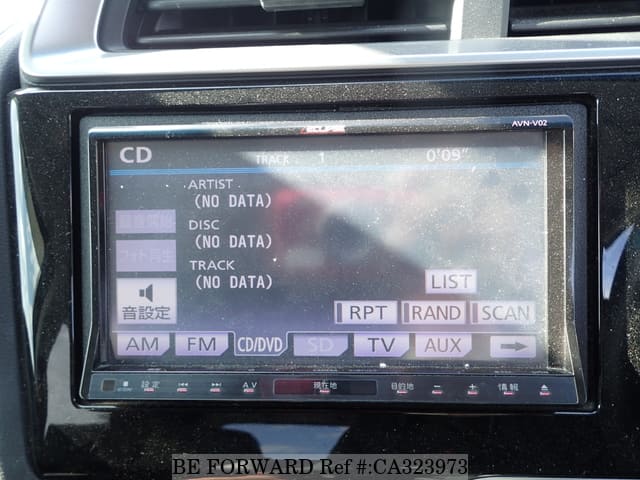 AVN-V02
CD TRACK 1 0'09"
ARTIST
(NO DATA)
DISC
(NO DATA)
TRACK
(NO DATA)
LIST
音設定
RPT RAND SCAN
AM FM CD/DVD SD TV AUX
設定 AV 現在地 目的地 − + 情報
BE FORWARD Ref #:CA323973